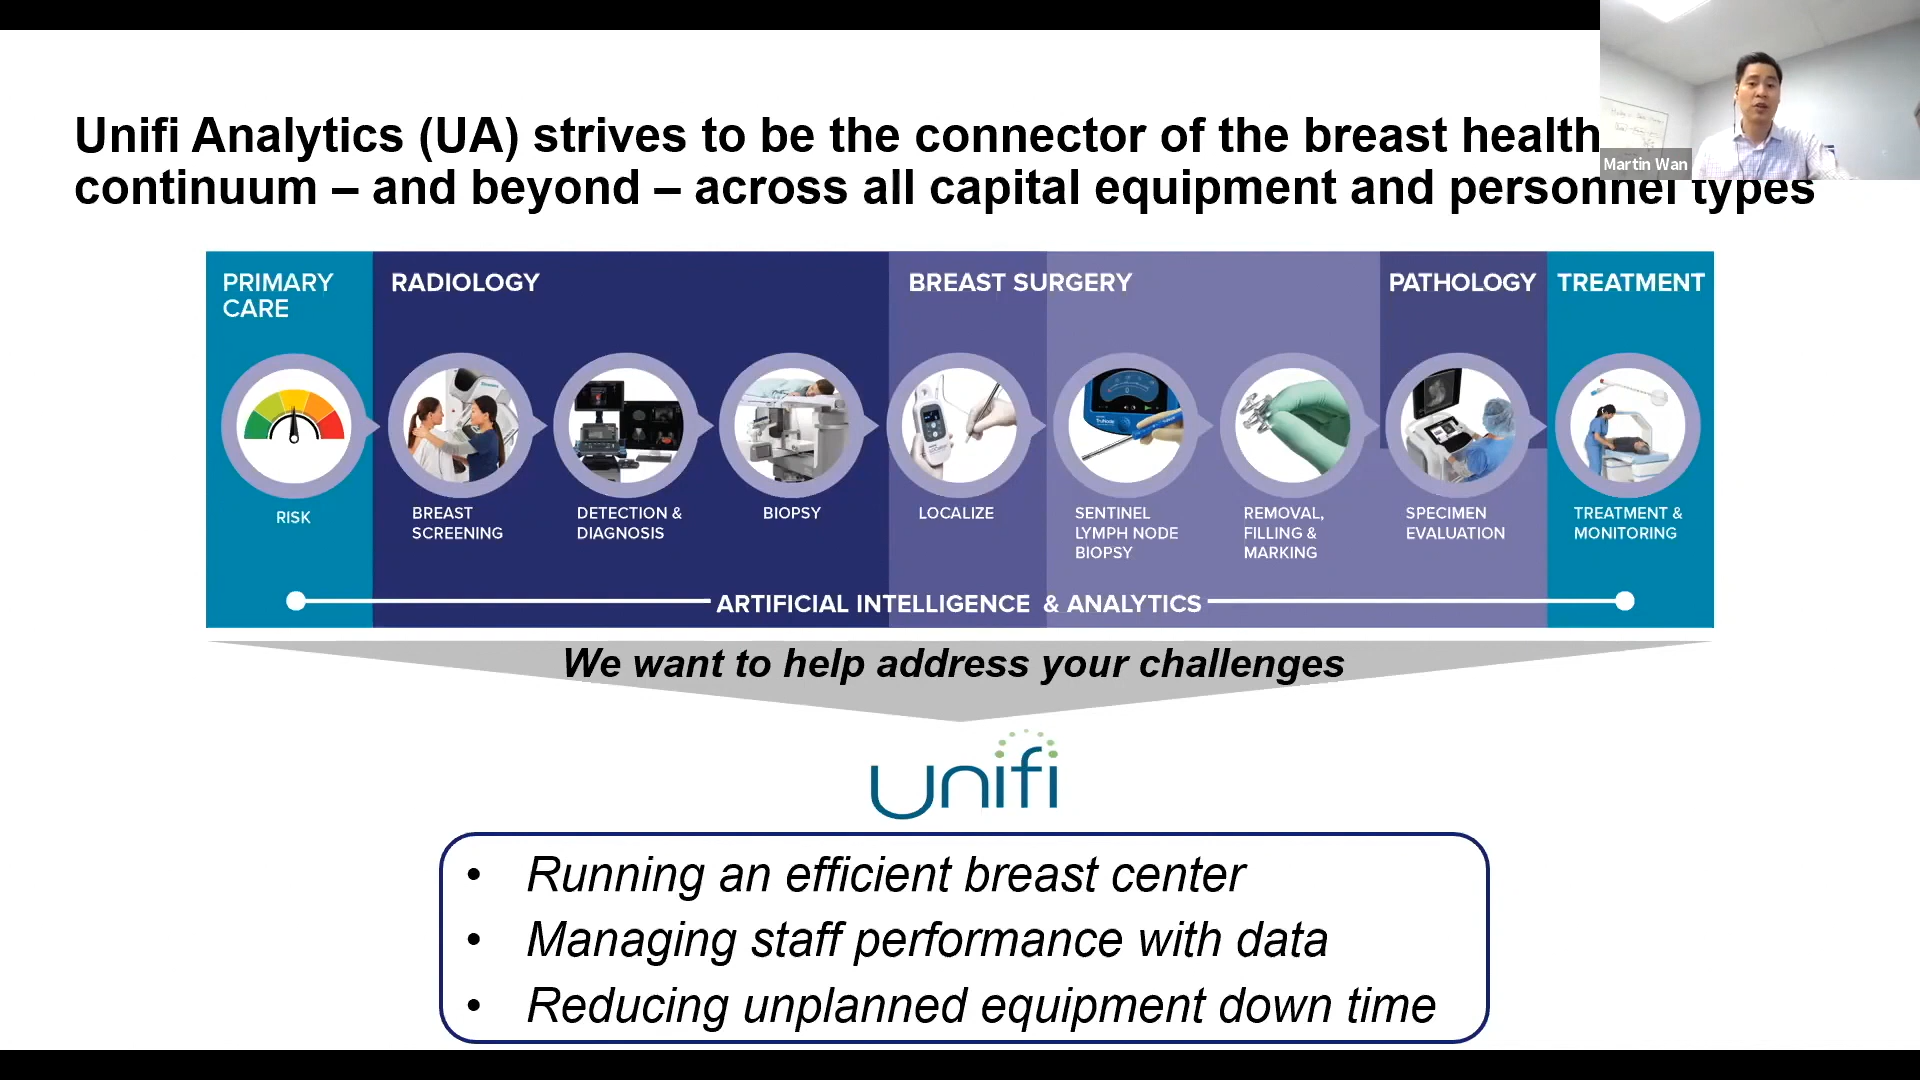 Unifi Analytics (UA) strives to be the connector of the breast health
continuum – and beyond – across all capital equipment and personnel types
Martin Wan
PRIMARY
CARE
RADIOLOGY
BREAST SURGERY
PATHOLOGY
TREATMENT
RISK
BREAST
SCREENING
DETECTION &
DIAGNOSIS
BIOPSY
LOCALIZE
SENTINEL
LYMPH NODE
BIOPSY
REMOVAL,
FILLING &
MARKING
SPECIMEN
EVALUATION
TREATMENT &
MONITORING
ARTIFICIAL INTELLIGENCE & ANALYTICS
We want to help address your challenges
unifi
• Running an efficient breast center
• Managing staff performance with data
• Reducing unplanned equipment down time